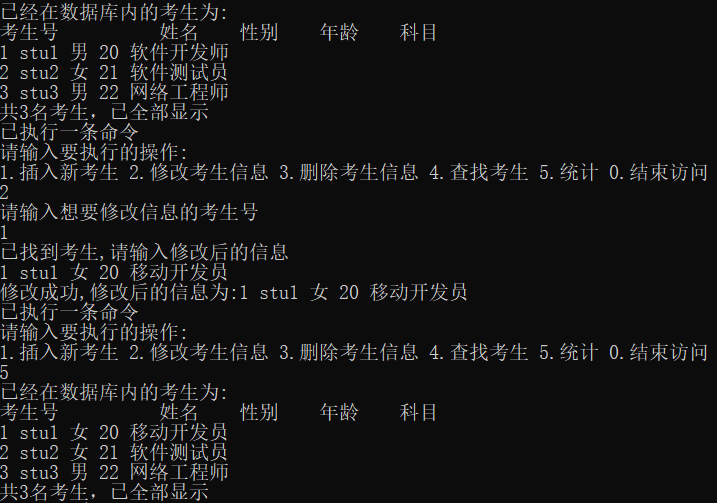 已经在数据库内的考生为:
考生号 姓名 性别 年龄 科目
1 stu1 男 20 软件开发师
2 stu2 女 21 软件测试员
3 stu3 男 22 网络工程师
共3名考生，已全部显示
已执行一条命令
请输入要执行的操作:
1.插入新考生 2.修改考生信息 3.删除考生信息 4.查找考生 5.统计 0.结束访问
2
请输入想要修改信息的考生号
1
已找到考生,请输入修改后的信息
1 stu1 女 20 移动开发员
修改成功,修改后的信息为:1 stu1 女 20 移动开发员
已执行一条命令
请输入要执行的操作:
1.插入新考生 2.修改考生信息 3.删除考生信息 4.查找考生 5.统计 0.结束访问
5
已经在数据库内的考生为:
考生号 姓名 性别 年龄 科目
1 stu1 女 20 移动开发员
2 stu2 女 21 软件测试员
3 stu3 男 22 网络工程师
共3名考生，已全部显示